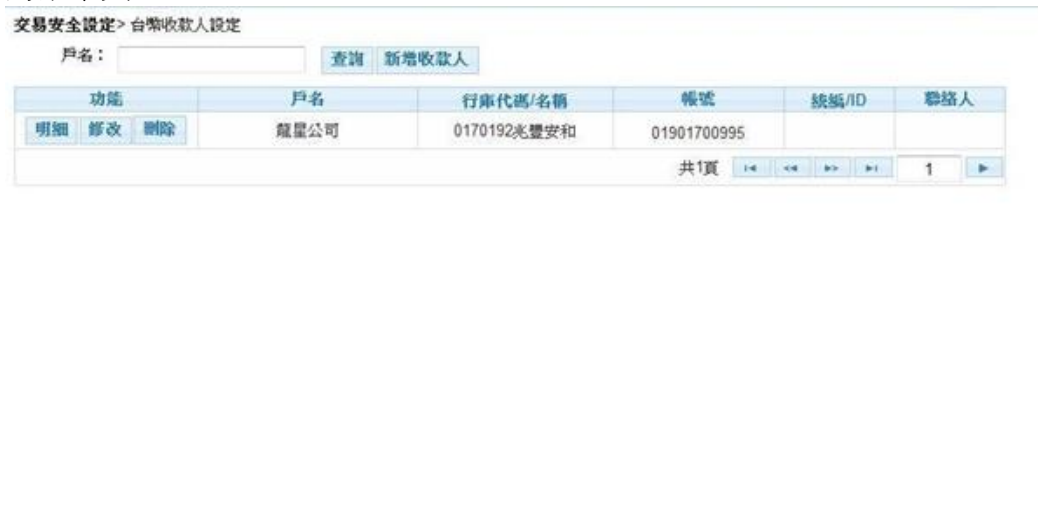 交易安全設定> 台幣收款人設定
戶名： 查詢 新增收款人
功能 戶名 行庫代碼/名稱 帳號 統編/ID 聯絡人
明細 修改 刪除 龍星公司 0170192兆豐安和 01901700995
共1頁 1